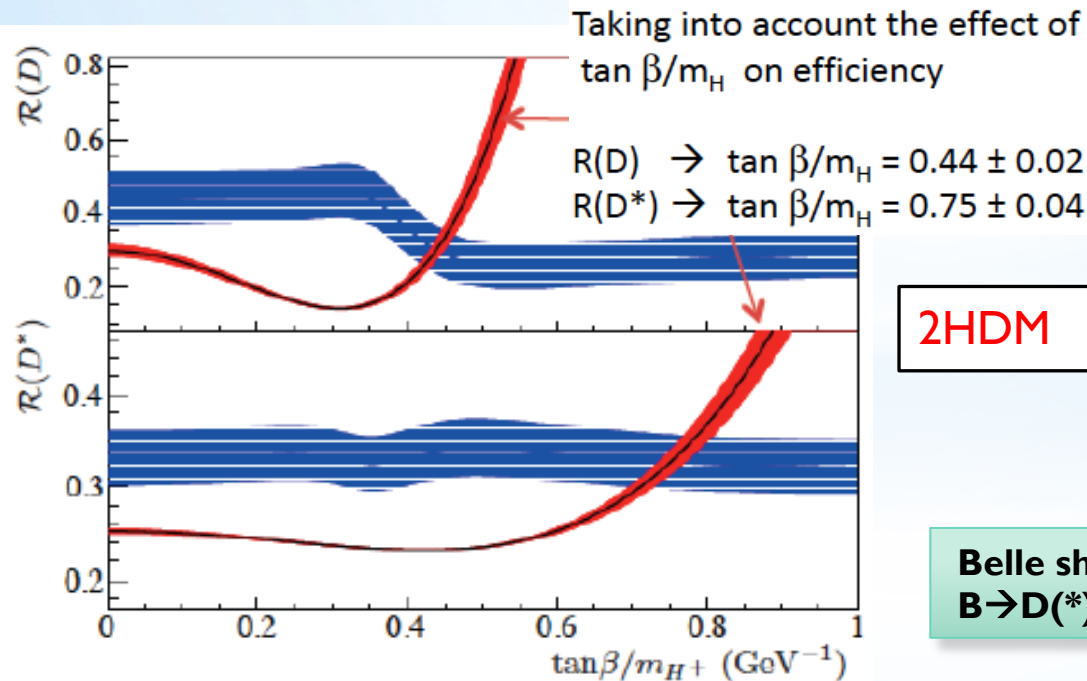 Taking into account the effect of
tan β/m_H on efficiency
R(D) → tan β/m_H = 0.44 ± 0.02
R(D*) → tan β/m_H = 0.75 ± 0.04
R(D)
0.8
0.6
0.4
0.2
R(D*)
0.4
0.3
0.2
0 0.2 0.4 0.6 0.8 1
tanβ/m_H+ (GeV⁻¹)
2HDM
Belle sh
B→D(*)